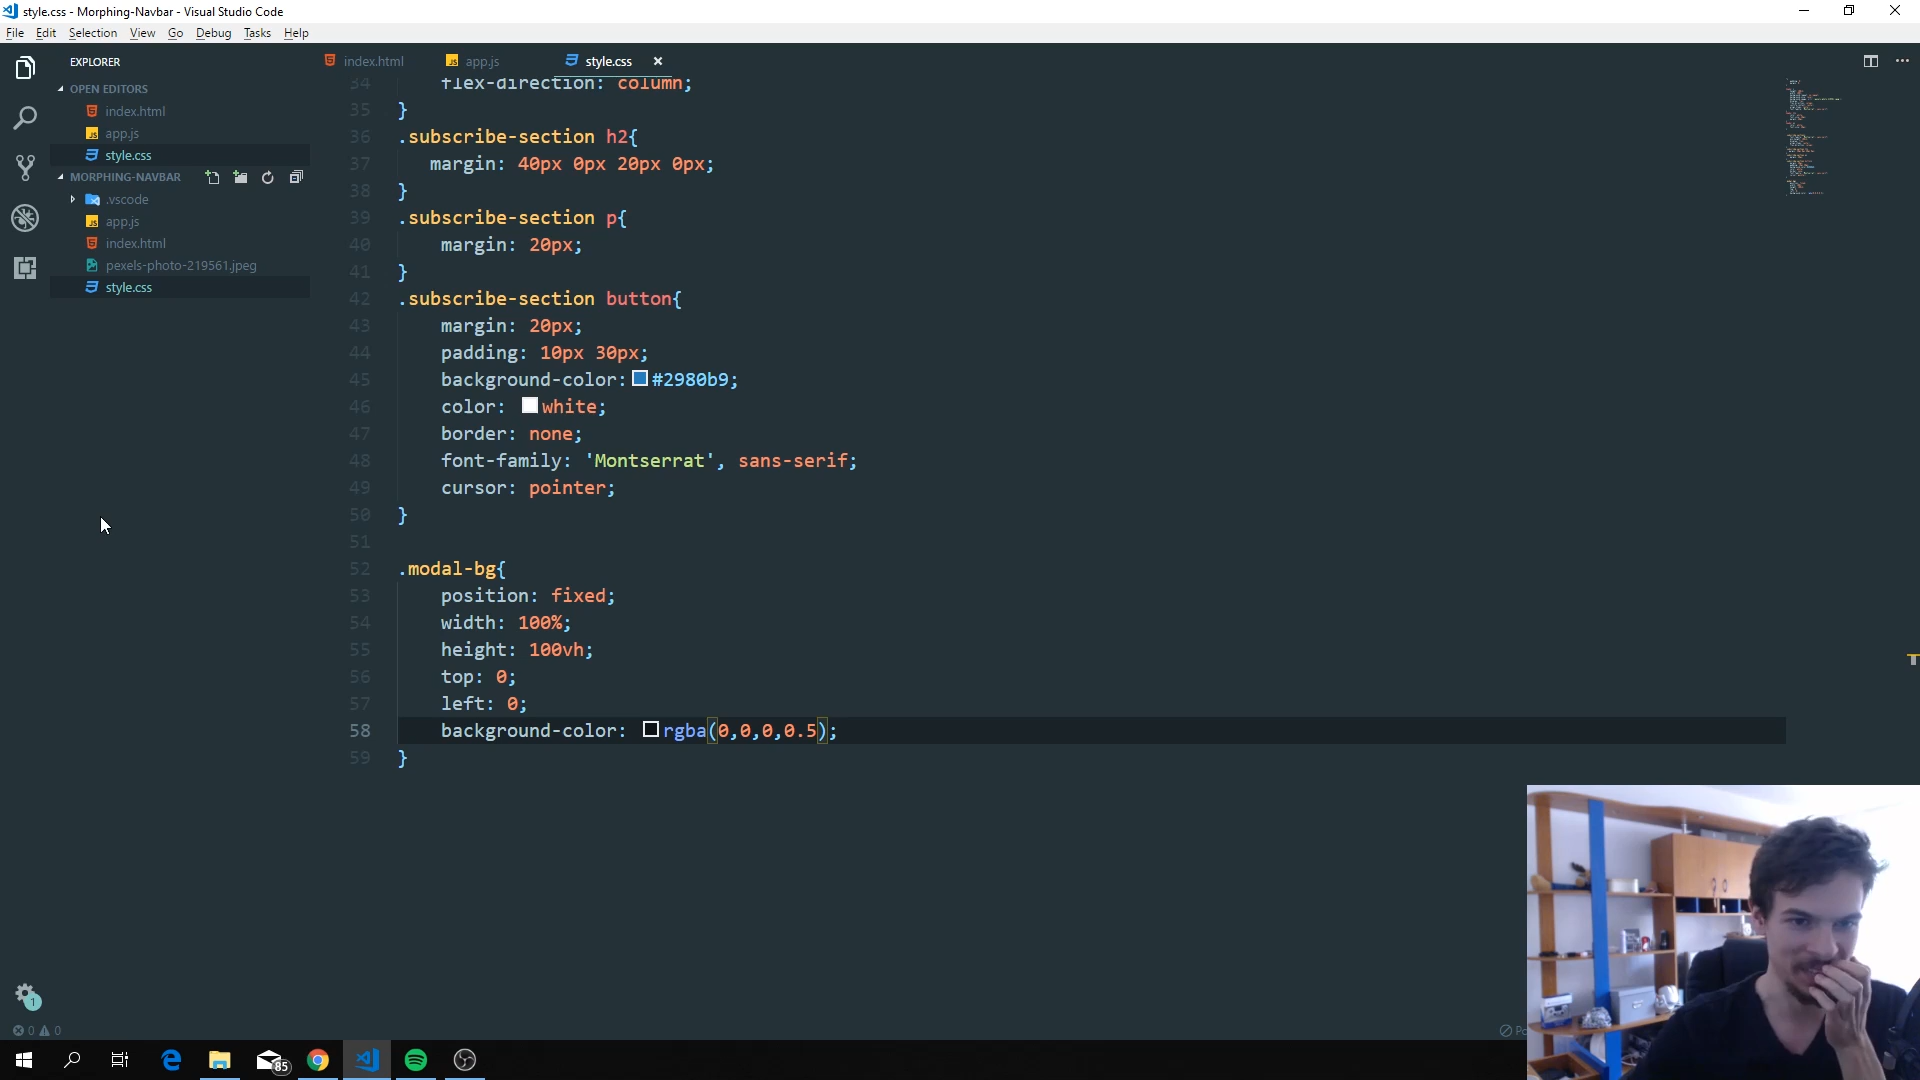 style.css - Morphing-Navbar - Visual Studio Code
File Edit Selection View Go Debug Tasks Help
EXPLORER
OPEN EDITORS
index.html
app.js
style.css
MORPHING-NAVBAR
.vscode
app.js
index.html
pexels-photo-219561.jpeg
style.css
index.html app.js style.css
34 flex-direction: column;
35 }
36 .subscribe-section h2{
37 margin: 40px 0px 20px 0px;
38 }
39 .subscribe-section p{
40 margin: 20px;
41 }
42 .subscribe-section button{
43 margin: 20px;
44 padding: 10px 30px;
45 background-color: #2980b9;
46 color: white;
47 border: none;
48 font-family: 'Montserrat', sans-serif;
49 cursor: pointer;
50 }
51
52 .modal-bg{
53 position: fixed;
54 width: 100%;
55 height: 100vh;
56 top: 0;
57 left: 0;
58 background-color: rgba(0,0,0,0.5);
59 }
1
0 0
85